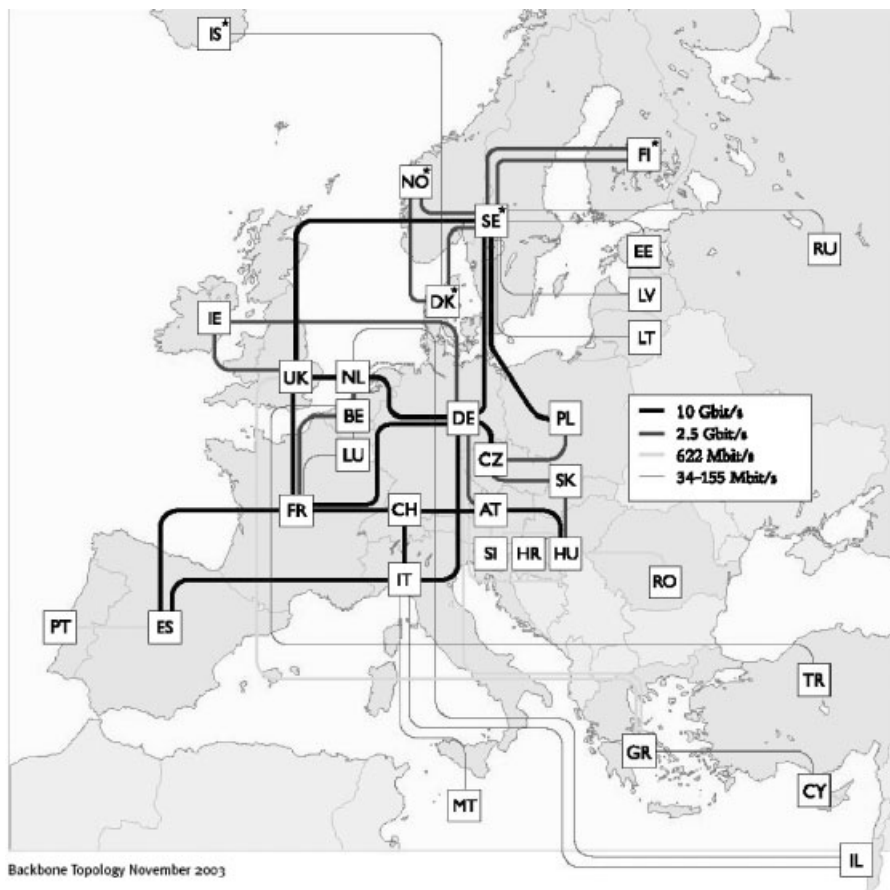 IS*
NO*
FI*
SE*
EE
RU
DK*
LV
IE
LT
UK
NL
BE
DE
PL
10 Gbit/s
2.5 Gbit/s
622 Mbit/s
34-155 Mbit/s
LU
CZ
SK
FR
CH
AT
SI
HR
HU
IT
RO
PT
ES
TR
GR
MT
CY
IL
Backbone Topology November 2003